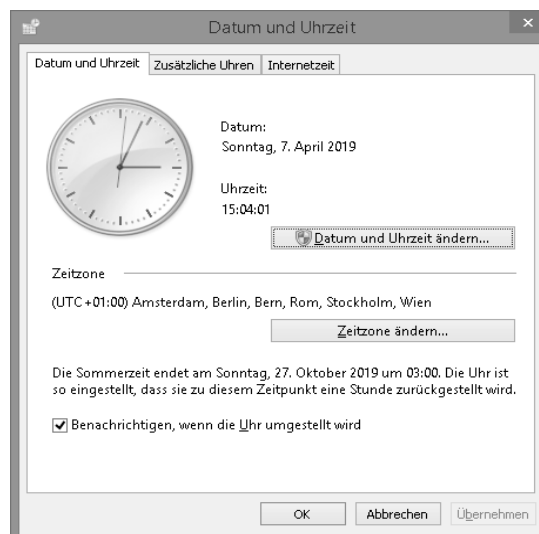 Datum und Uhrzeit
Datum und Uhrzeit Zusätzliche Uhren Internetzeit
Datum:
Sonntag, 7. April 2019
Uhrzeit:
15:04:01
Datum und Uhrzeit ändern...
Zeitzone
(UTC+01:00) Amsterdam, Berlin, Bern, Rom, Stockholm, Wien
Zeitzone ändern...
Die Sommerzeit endet am Sonntag, 27. Oktober 2019 um 03:00. Die Uhr ist
so eingestellt, dass sie zu diesem Zeitpunkt eine Stunde zurückgestellt wird.
Benachrichtigen, wenn die Uhr umgestellt wird
OK Abbrechen Übernehmen